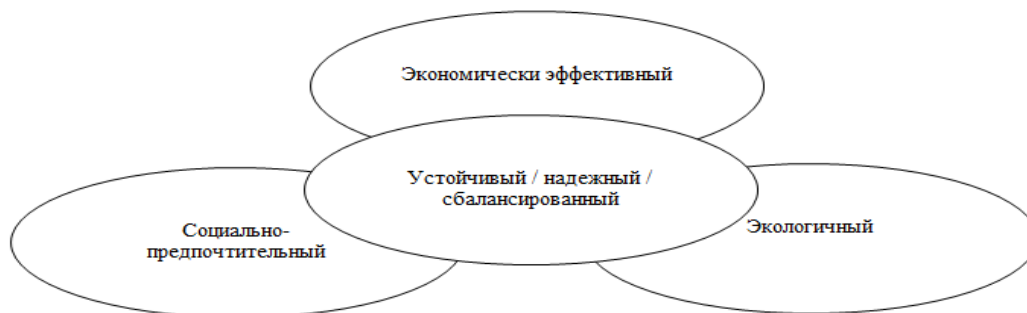 Экономически эффективный
Устойчивый / надежный /
сбалансированный
Социально-
предпочтительный
Экологичный